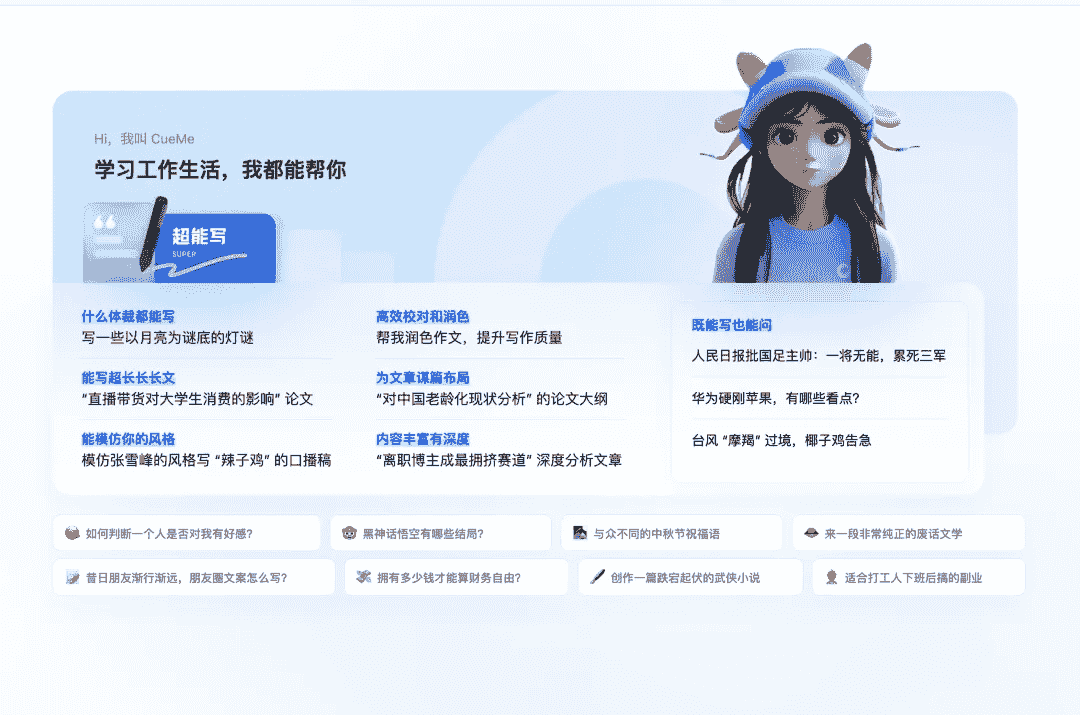 Hi，我叫 CueMe
学习工作生活，我都能帮你
超能写
SUPER
什么体裁都能写
写一些以月亮为谜底的灯谜
高效校对和润色
帮我润色作文，提升写作质量
能写超长长长文
“直播带货对大学生消费的影响” 论文
为文章谋篇布局
“对中国老龄化现状分析” 的论文大纲
能模仿你的风格
模仿张雪峰的风格写 “辣子鸡” 的口播稿
内容丰富有深度
“离职博主成最拥挤赛道” 深度分析文章
既能写也能问
人民日报批国足主帅：一将无能，累死三军
华为硬刚苹果，有哪些看点?
台风 “摩羯” 过境，椰子鸡告急
如何判断一个人是否对我有好感?
黑神话悟空有哪些结局?
与众不同的中秋节祝福语
来一段非常纯正的废话文学
昔日朋友渐行渐远，朋友圈文案怎么写?
拥有多少钱才能算财务自由?
创作一篇跌宕起伏的武侠小说
适合打工人下班后搞的副业